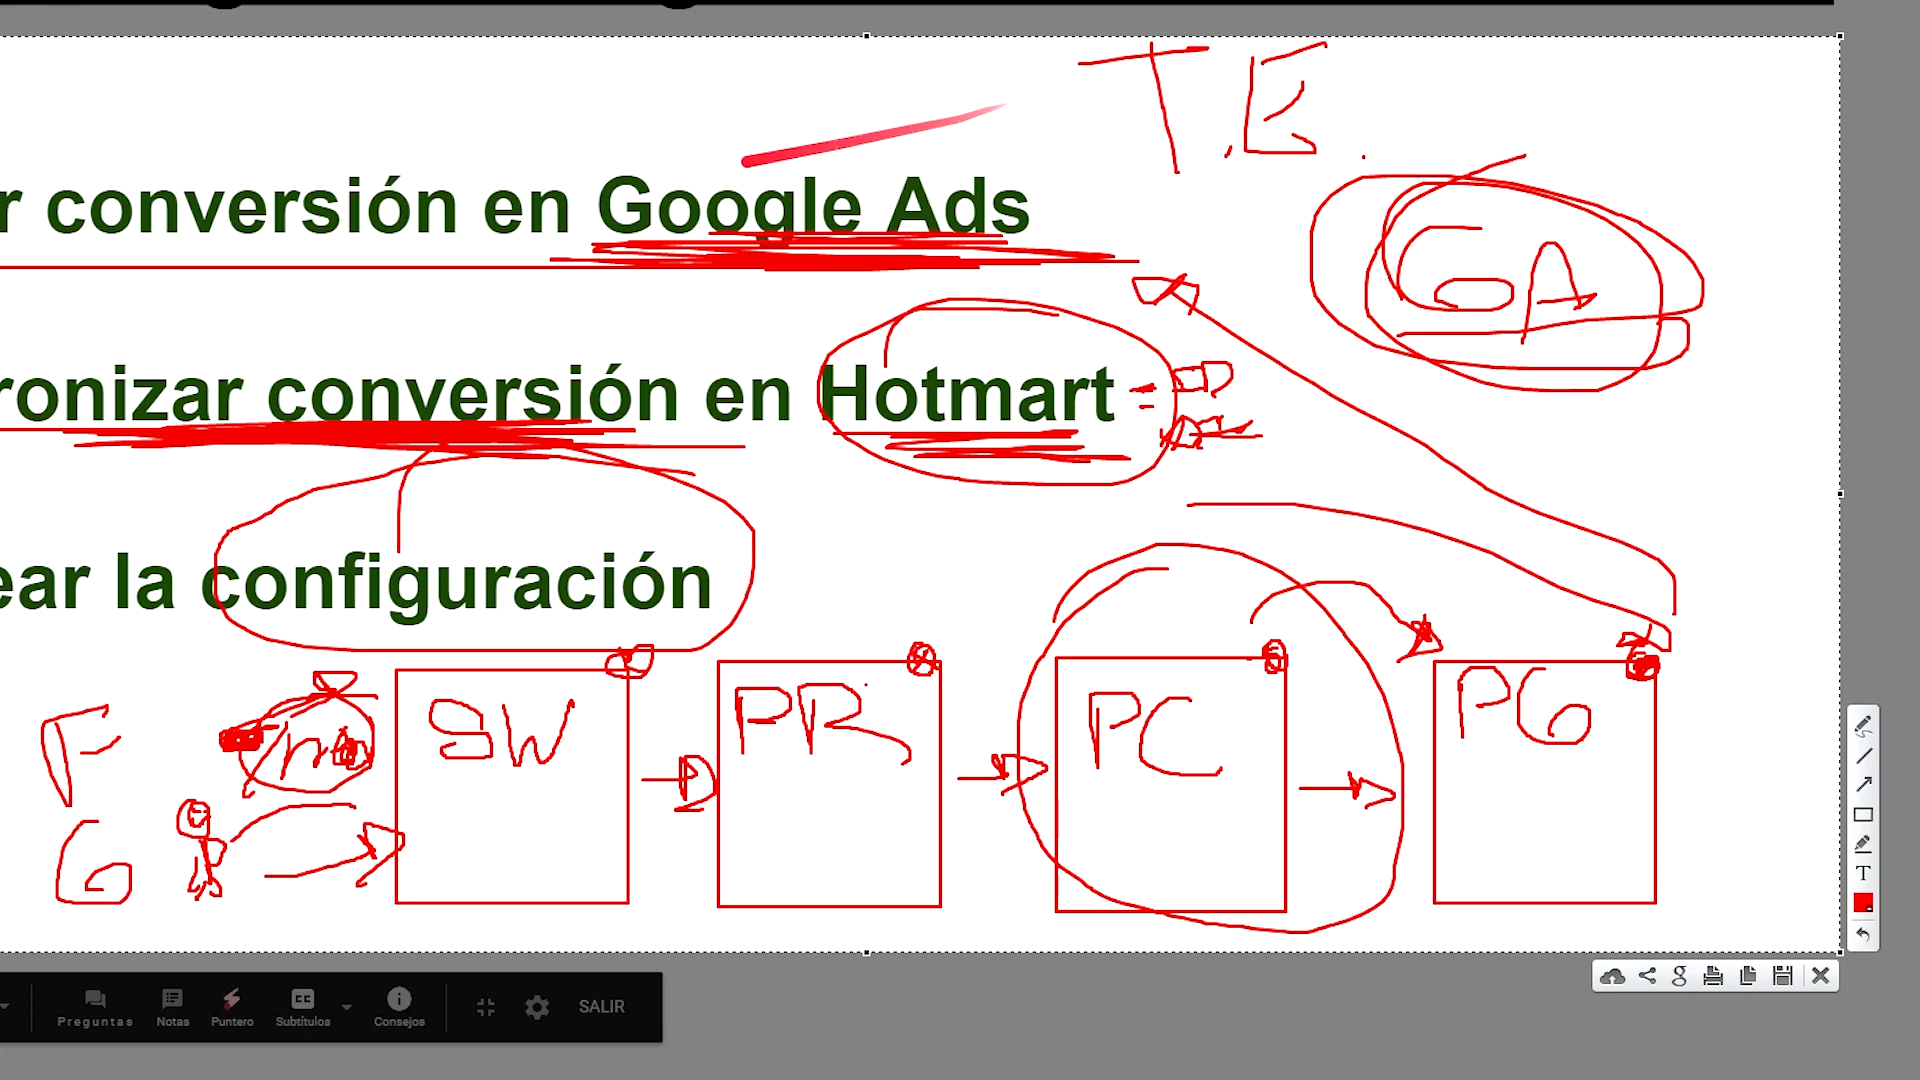 T.E.
r conversión en Google Ads
GA
ronizar conversión en Hotmart
ear la configuración
F
SW
PR
PC
PG
G
T
g
Preguntas
Notas
Puntero
CC
Subtítulos
Consejos
SALIR